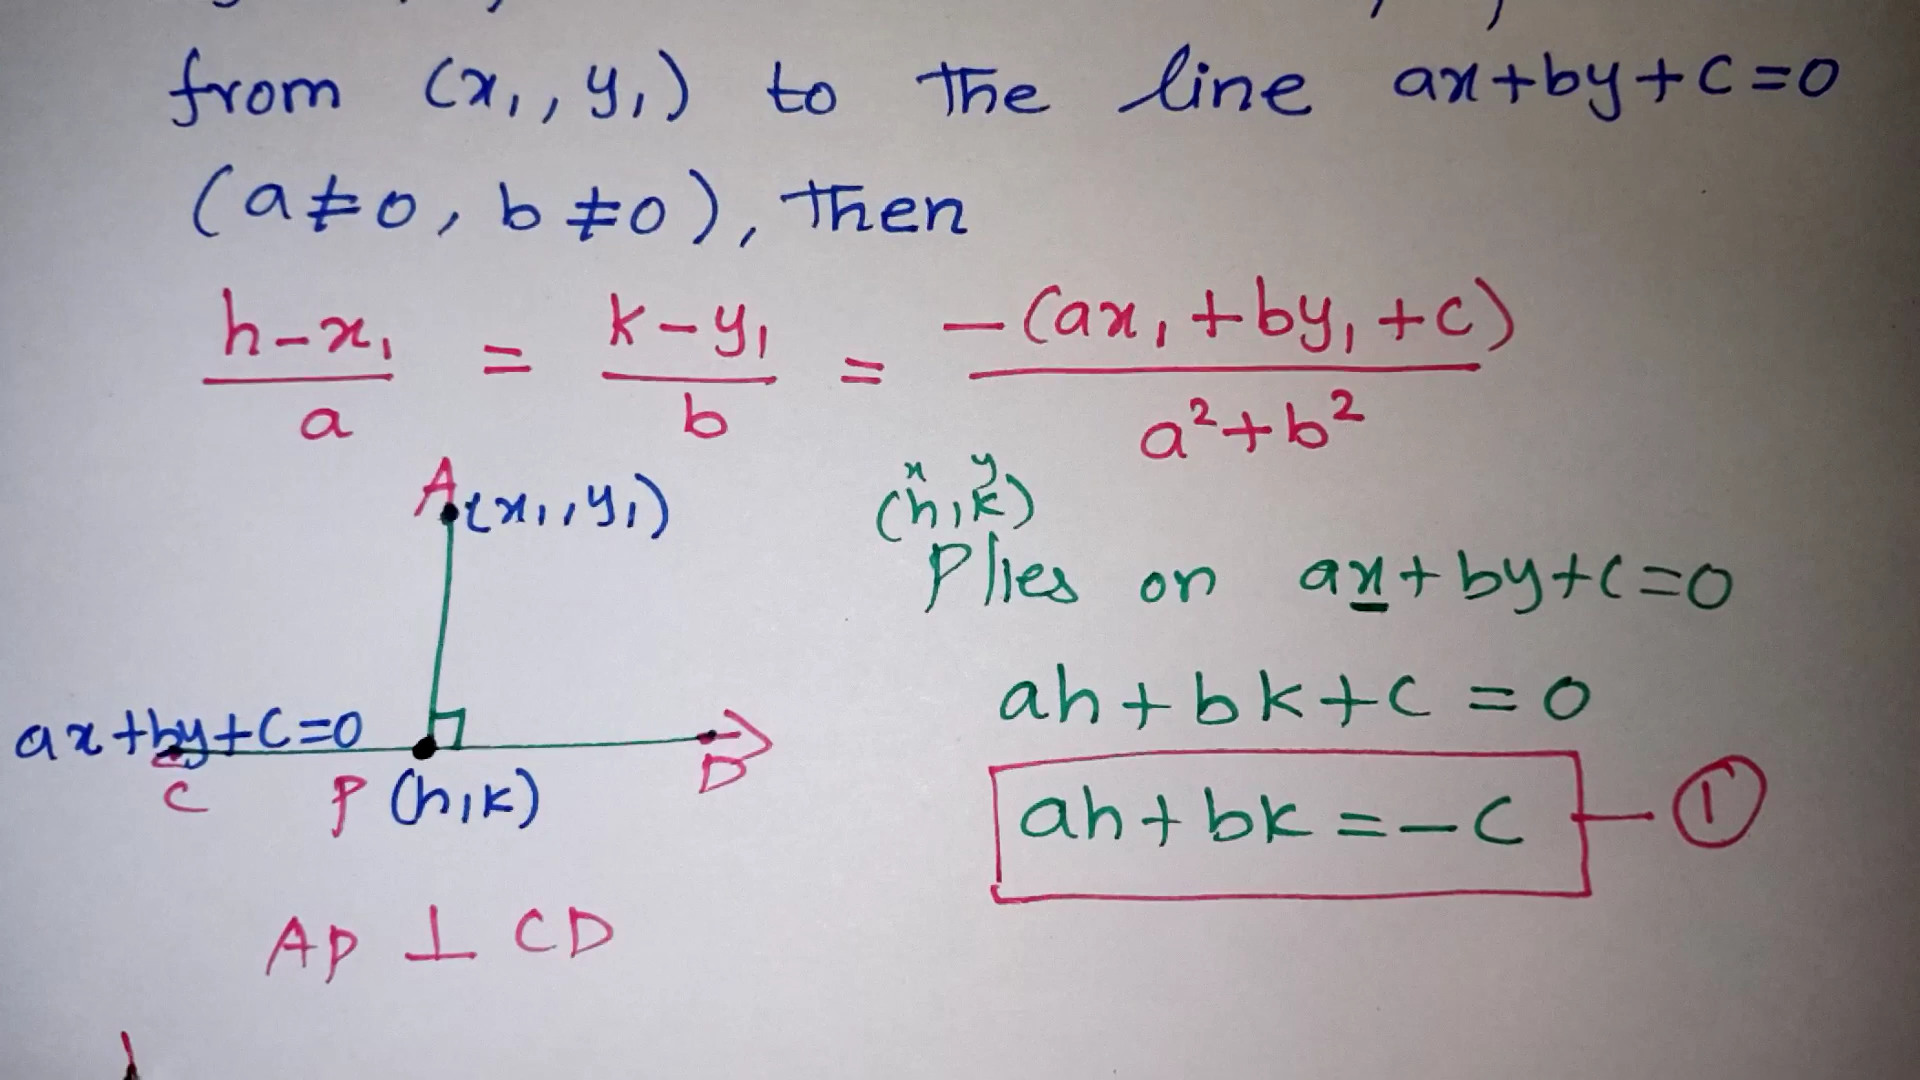 from (x₁, y₁) to the line ax+by+c=0
(a≠0, b≠0), then
(h-x₁)/a = (k-y₁)/b = -(ax₁+by₁+c)/(a²+b²)
A(x₁, y₁)
ax+by+c=0
C P (h,k) D
AP ⊥ CD
x y
(h,k)
P lies on ax+by+c=0
ah+bk+c=0
ah+bk=-c — ①